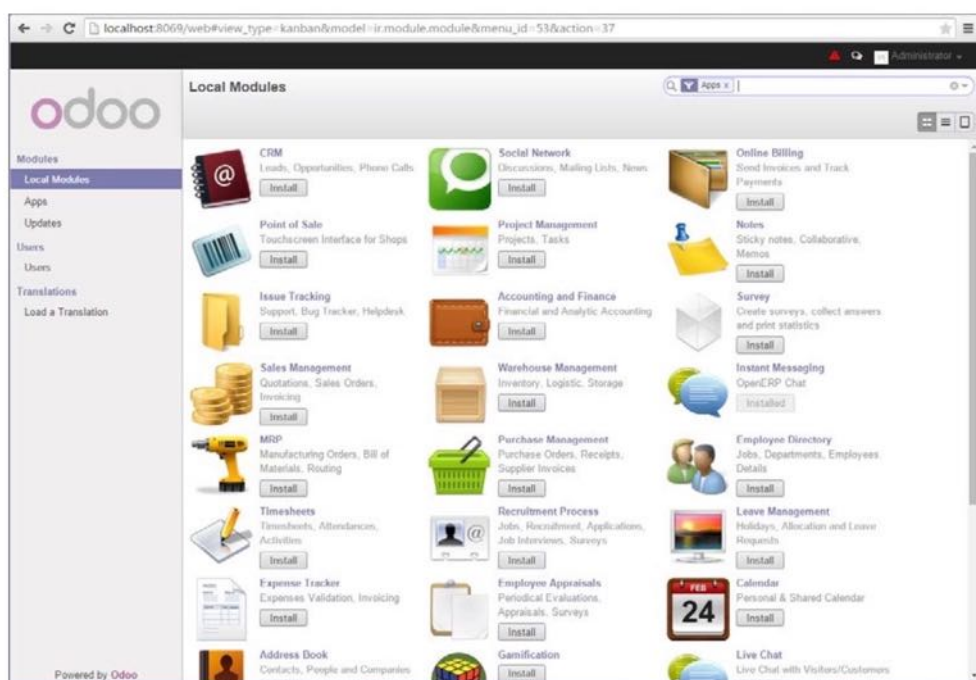 localhost:8069/web#view_type=kanban&model=ir.module.module&menu_id=53&action=37
Administrator
odoo
Local Modules
Apps x
Modules
Local Modules
Apps
Updates
Users
Users
Translations
Load a Translation
Powered by Odoo
CRM
Leads, Opportunities, Phone Calls
Install
Social Network
Discussions, Mailing Lists, News
Install
Online Billing
Send Invoices and Track
Payments
Install
Point of Sale
Touchscreen Interface for Shops
Install
Project Management
Projects, Tasks
Install
Notes
Sticky notes, Collaborative,
Memos
Install
Issue Tracking
Support, Bug Tracker, Helpdesk
Install
Accounting and Finance
Financial and Analytic Accounting
Install
Survey
Create surveys, collect answers
and print statistics
Install
Sales Management
Quotations, Sales Orders,
Invoicing
Install
Warehouse Management
Inventory, Logistic, Storage
Install
Instant Messaging
OpenERP Chat
Installed
MRP
Manufacturing Orders, Bill of
Materials, Routing
Install
Purchase Management
Purchase Orders, Receipts,
Supplier Invoices
Install
Employee Directory
Jobs, Departments, Employees
Details
Install
Timesheets
Timesheets, Attendances,
Activities
Install
Recruitment Process
Jobs, Recruitment, Applications,
Job Interviews, Surveys
Install
Leave Management
Holidays, Allocation and Leave
Requests
Install
Expense Tracker
Expenses Validation, Invoicing
Install
Employee Appraisals
Periodical Evaluations,
Appraisals, Surveys
Install
FEB
24
Calendar
Personal & Shared Calendar
Install
Address Book
Contacts, People and Companies
Gamification
Install
Live Chat
Live Chat with Visitors/Customers